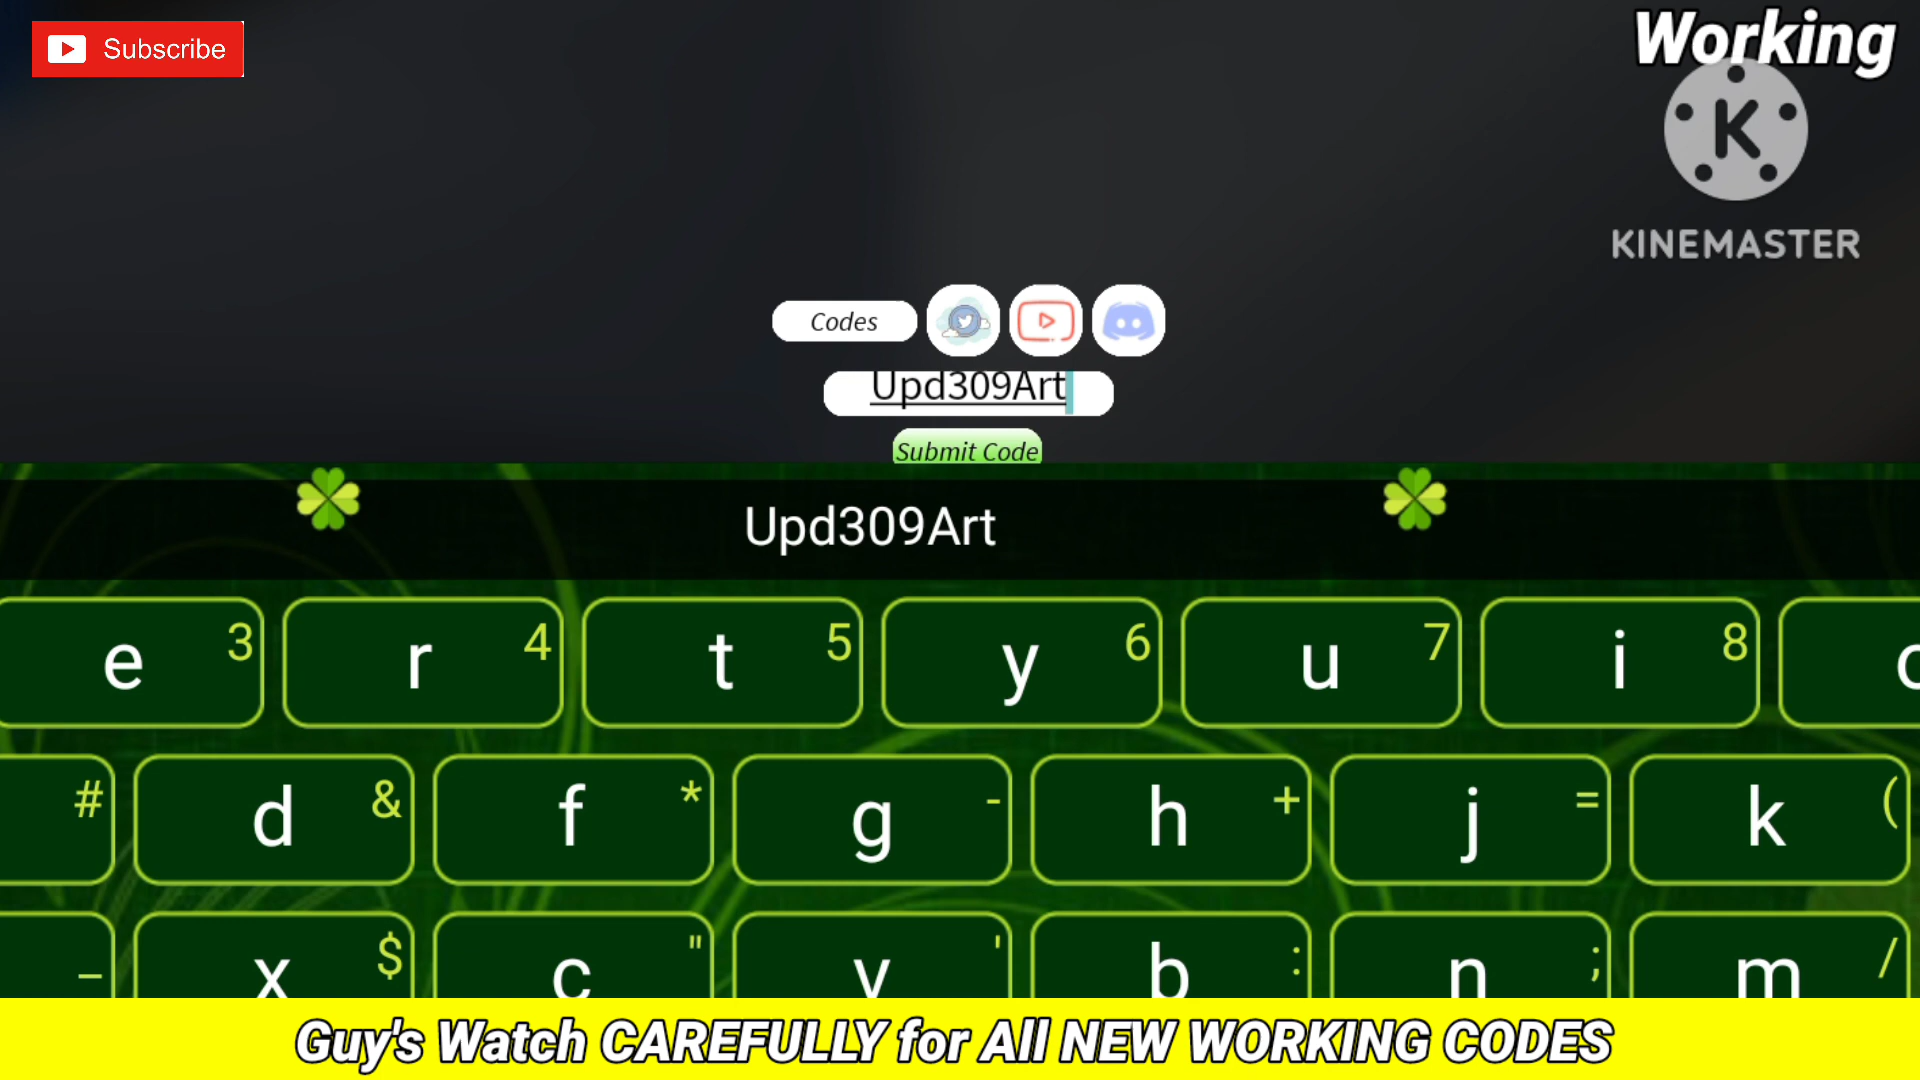 Subscribe
Working
K
KINEMASTER
Codes
Upd309Art
Submit Code
Upd309Art
e 3 r 4 t 5 y 6 u 7 i 8
# d & f * g - h + j = k (
_ x $ c " v ' b : n ; m /
Guy's Watch CAREFULLY for All NEW WORKING CODES